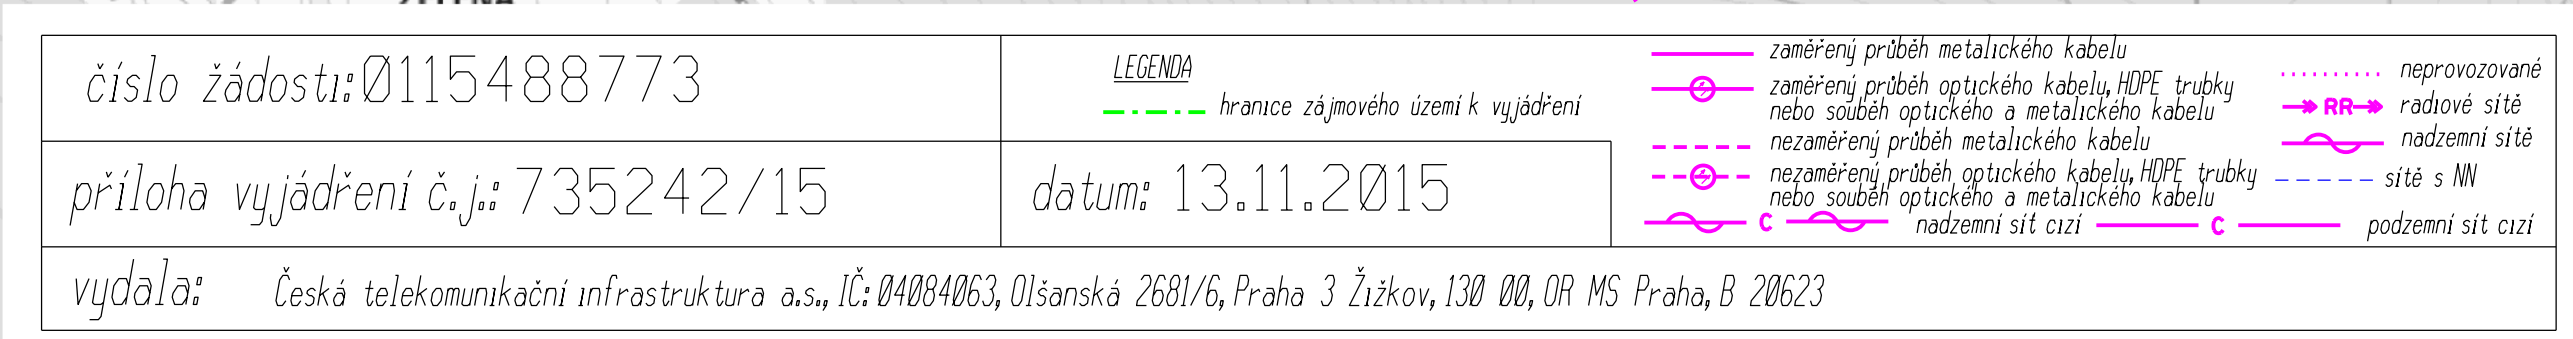 číslo žádosti: 0115488773
LEGENDA
hranice zájmového území k vyjádření
zaměřený průběh metalického kabelu
zaměřený průběh optického kabelu, HDPE trubky
nebo souběh optického a metalického kabelu
nezaměřený průběh metalického kabelu
nezaměřený průběh optického kabelu, HDPE trubky
nebo souběh optického a metalického kabelu
C nadzemní sít cizí
C podzemní sít cizí
neprovozované
RR radiové sítě
nadzemní sítě
sítě s NN
příloha vyjádření č.j.: 735242/15
datum: 13.11.2015
vydala: Česká telekomunikační infrastruktura a.s., IČ: 04084063, Olšanská 2681/6, Praha 3 Žižkov, 130 00, OR MS Praha, B 20623